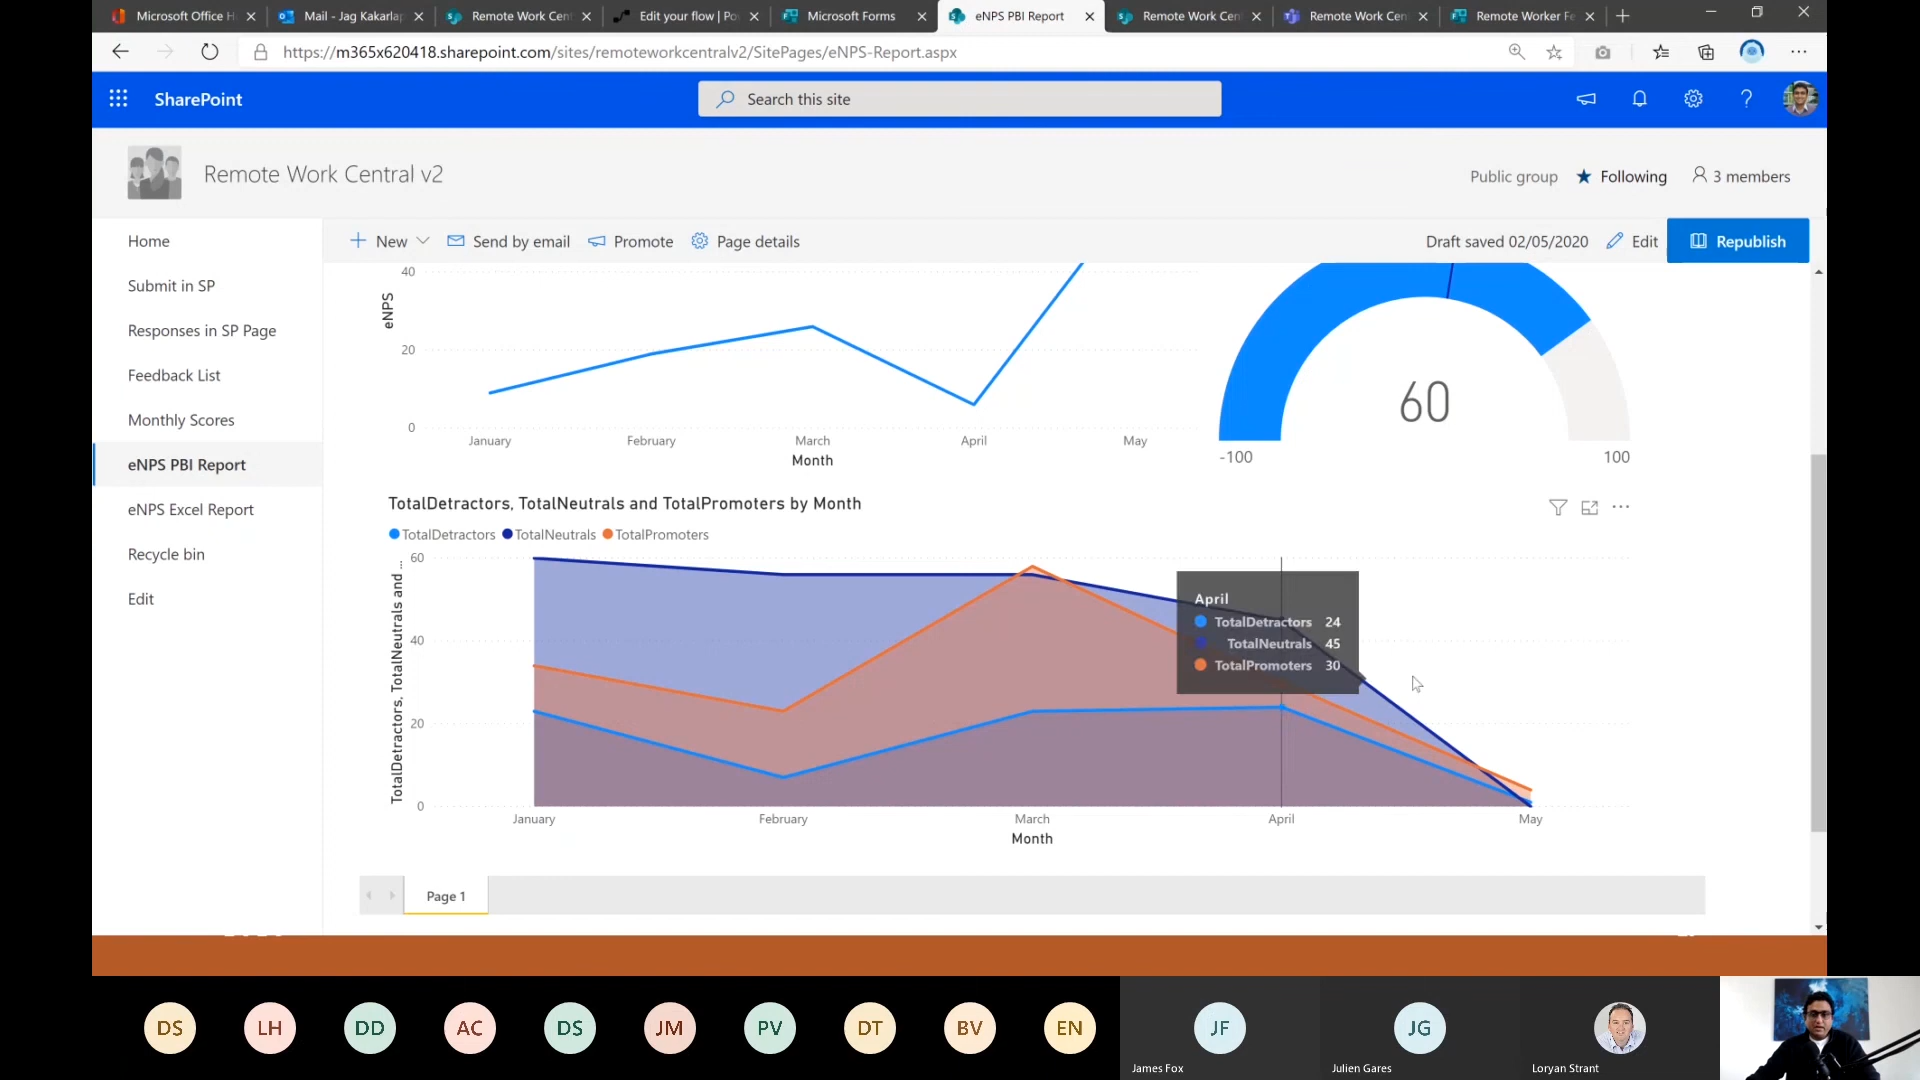 Microsoft Office H
Mail - Jag Kakarlap
Remote Work Cent
Edit your flow | Po
Microsoft Forms
eNPS PBI Report
Remote Work Cen
Remote Work Cen
Remote Worker Fe
https://m365x620418.sharepoint.com/sites/remoteworkcentralv2/SitePages/eNPS-Report.aspx
SharePoint
Search this site
Remote Work Central v2
Public group
Following
3 members
Home
Submit in SP
Responses in SP Page
Feedback List
Monthly Scores
eNPS PBI Report
eNPS Excel Report
Recycle bin
Edit
New
Send by email
Promote
Page details
Draft saved 02/05/2020
Edit
Republish
40
20
0
eNPS
January
February
March
April
May
Month
60
-100
100
TotalDetractors, TotalNeutrals and TotalPromoters by Month
TotalDetractors
TotalNeutrals
TotalPromoters
60
40
20
0
TotalDetractors, TotalNeutrals and ...
April
TotalDetractors 24
TotalNeutrals 45
TotalPromoters 30
January
February
March
April
May
Month
Page 1
DS
LH
DD
AC
DS
JM
PV
DT
BV
EN
JF
JG
James Fox
Julien Gares
Loryan Strant